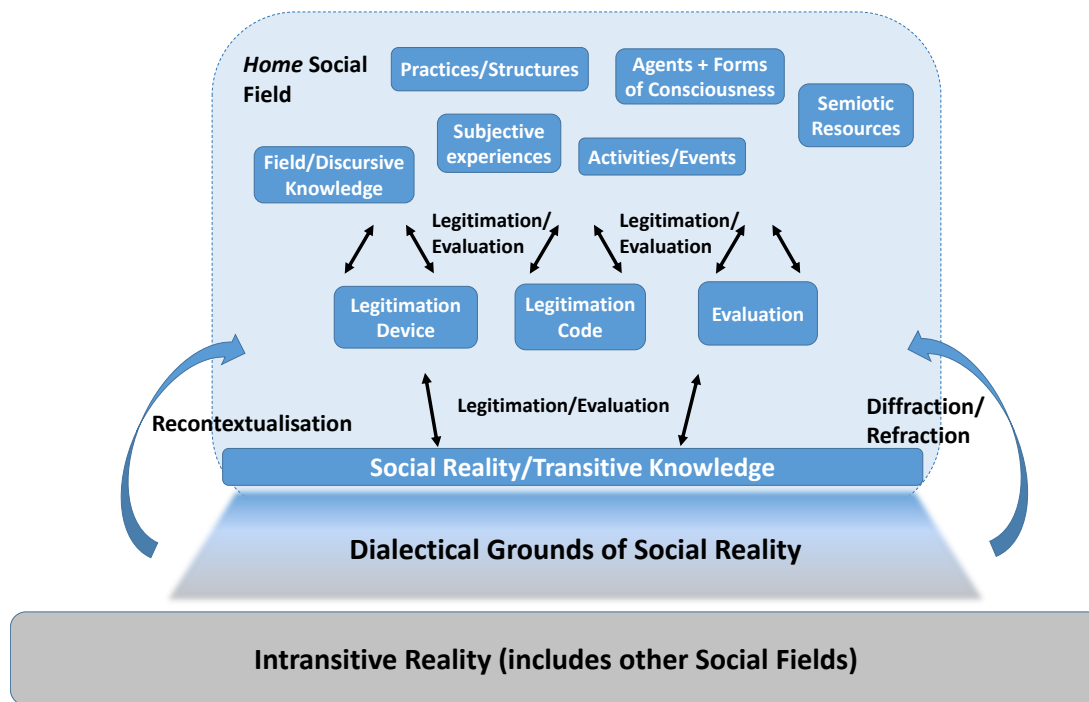 Home Social
Field
Practices/Structures
Agents + Forms
of Consciousness
Semiotic
Resources
Subjective
experiences
Activities/Events
Field/Discursive
Knowledge
Legitimation/
Evaluation
Legitimation/
Evaluation
Legitimation
Device
Legitimation
Code
Evaluation
Recontextualisation
Legitimation/Evaluation
Diffraction/
Refraction
Social Reality/Transitive Knowledge
Dialectical Grounds of Social Reality
Intransitive Reality (includes other Social Fields)